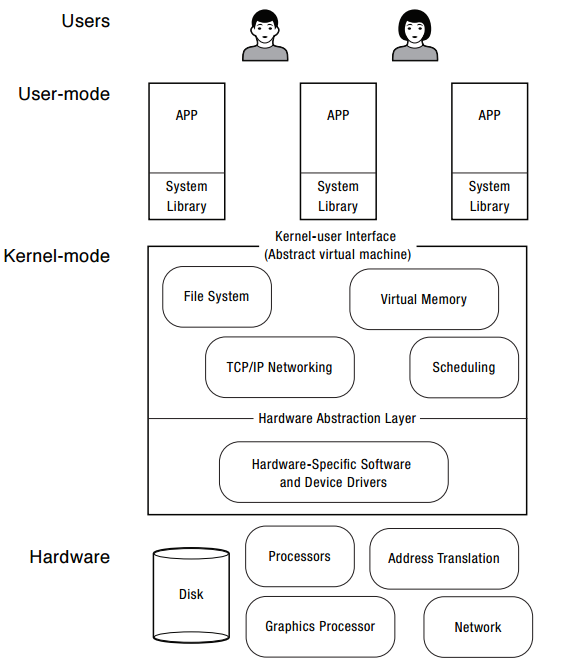 Users
User-mode
APP
APP
APP
System
Library
System
Library
System
Library
Kernel-mode
Kernel-user Interface
(Abstract virtual machine)
File System
Virtual Memory
TCP/IP Networking
Scheduling
Hardware Abstraction Layer
Hardware-Specific Software
and Device Drivers
Hardware
Disk
Processors
Address Translation
Graphics Processor
Network